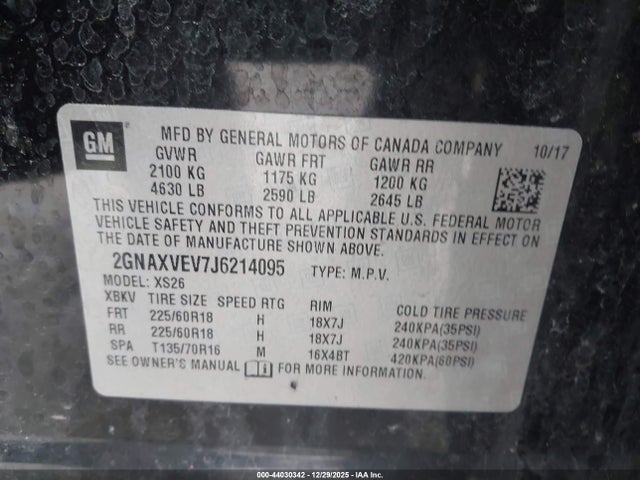 GM
MFD BY GENERAL MOTORS OF CANADA COMPANY 10/17
GVWR GAWR FRT GAWR RR
2100 KG 1175 KG 1200 KG
4630 LB 2590 LB 2645 LB
THIS VEHICLE CONFORMS TO ALL APPLICABLE U.S. FEDERAL MOTOR
VEHICLE SAFETY AND THEFT PREVENTION STANDARDS IN EFFECT ON
THE DATE OF MANUFACTURE SHOWN ABOVE.
2GNAXVEV7J6214095 TYPE: M.P.V.
MODEL: XS26
XBKV TIRE SIZE SPEED RTG RIM COLD TIRE PRESSURE
FRT 225/60R18 H 18X7J 240KPA(35PSI)
RR 225/60R18 H 18X7J 240KPA(35PSI)
SPA T135/70R16 M 16X4BT 420KPA(60PSI)
SEE OWNER'S MANUAL FOR MORE INFORMATION.
000-44030342 - 12/29/2025 - IAA Inc.